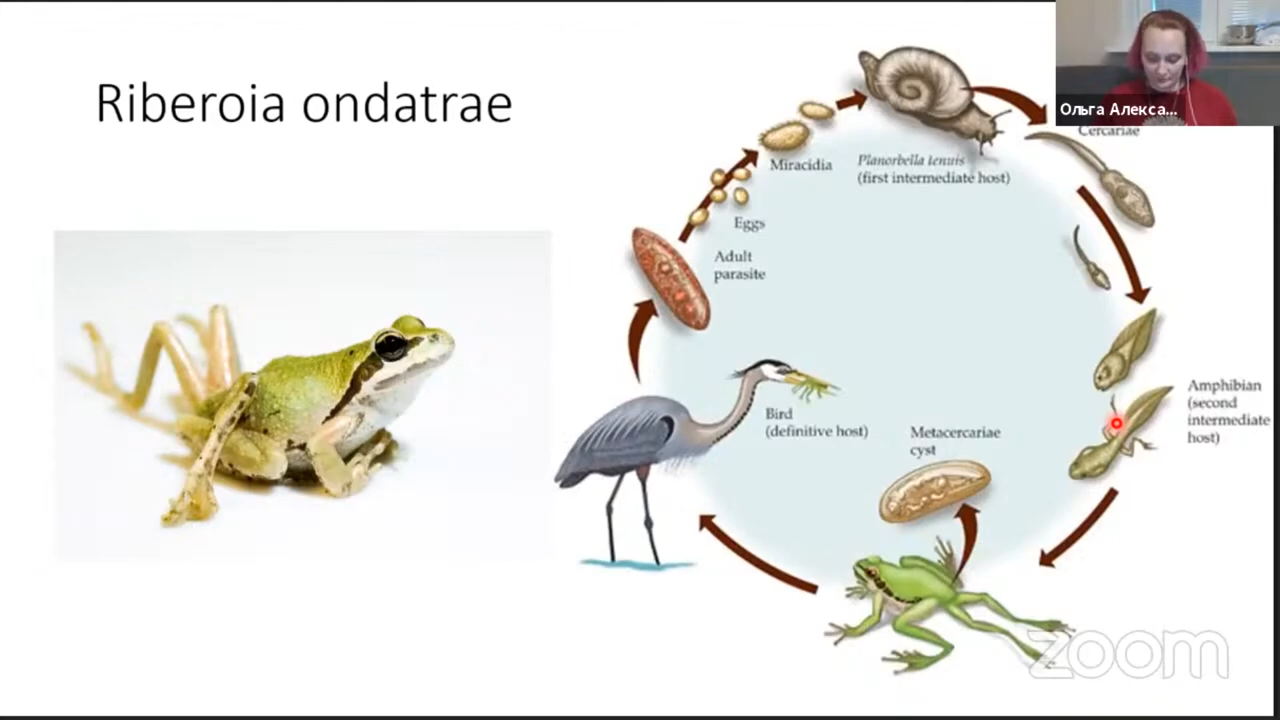 Riberoia ondatrae
Ольга Алекса...
Cercariae
Miracidia
Planorbella tenuis
(first intermediate host)
Eggs
Adult
parasite
Amphibian
(second
intermediate
host)
Bird
(definitive host)
Metacercariae
cyst
zoom